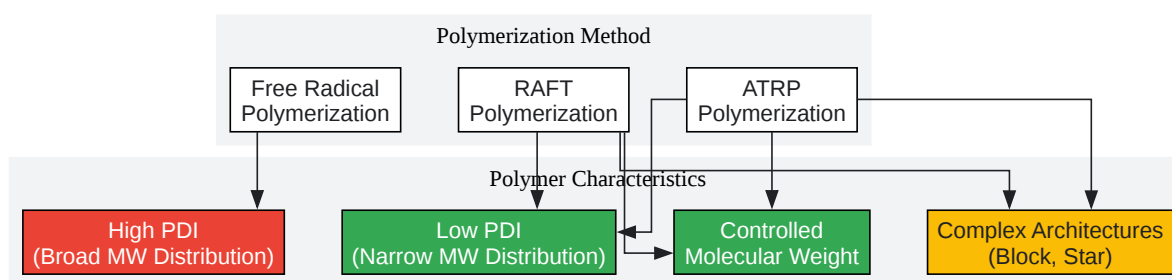 Polymerization Method
Free Radical
Polymerization
RAFT
Polymerization
ATRP
Polymerization
Polymer Characteristics
High PDI
(Broad MW Distribution)
Low PDI
(Narrow MW Distribution)
Controlled
Molecular Weight
Complex Architectures
(Block, Star)